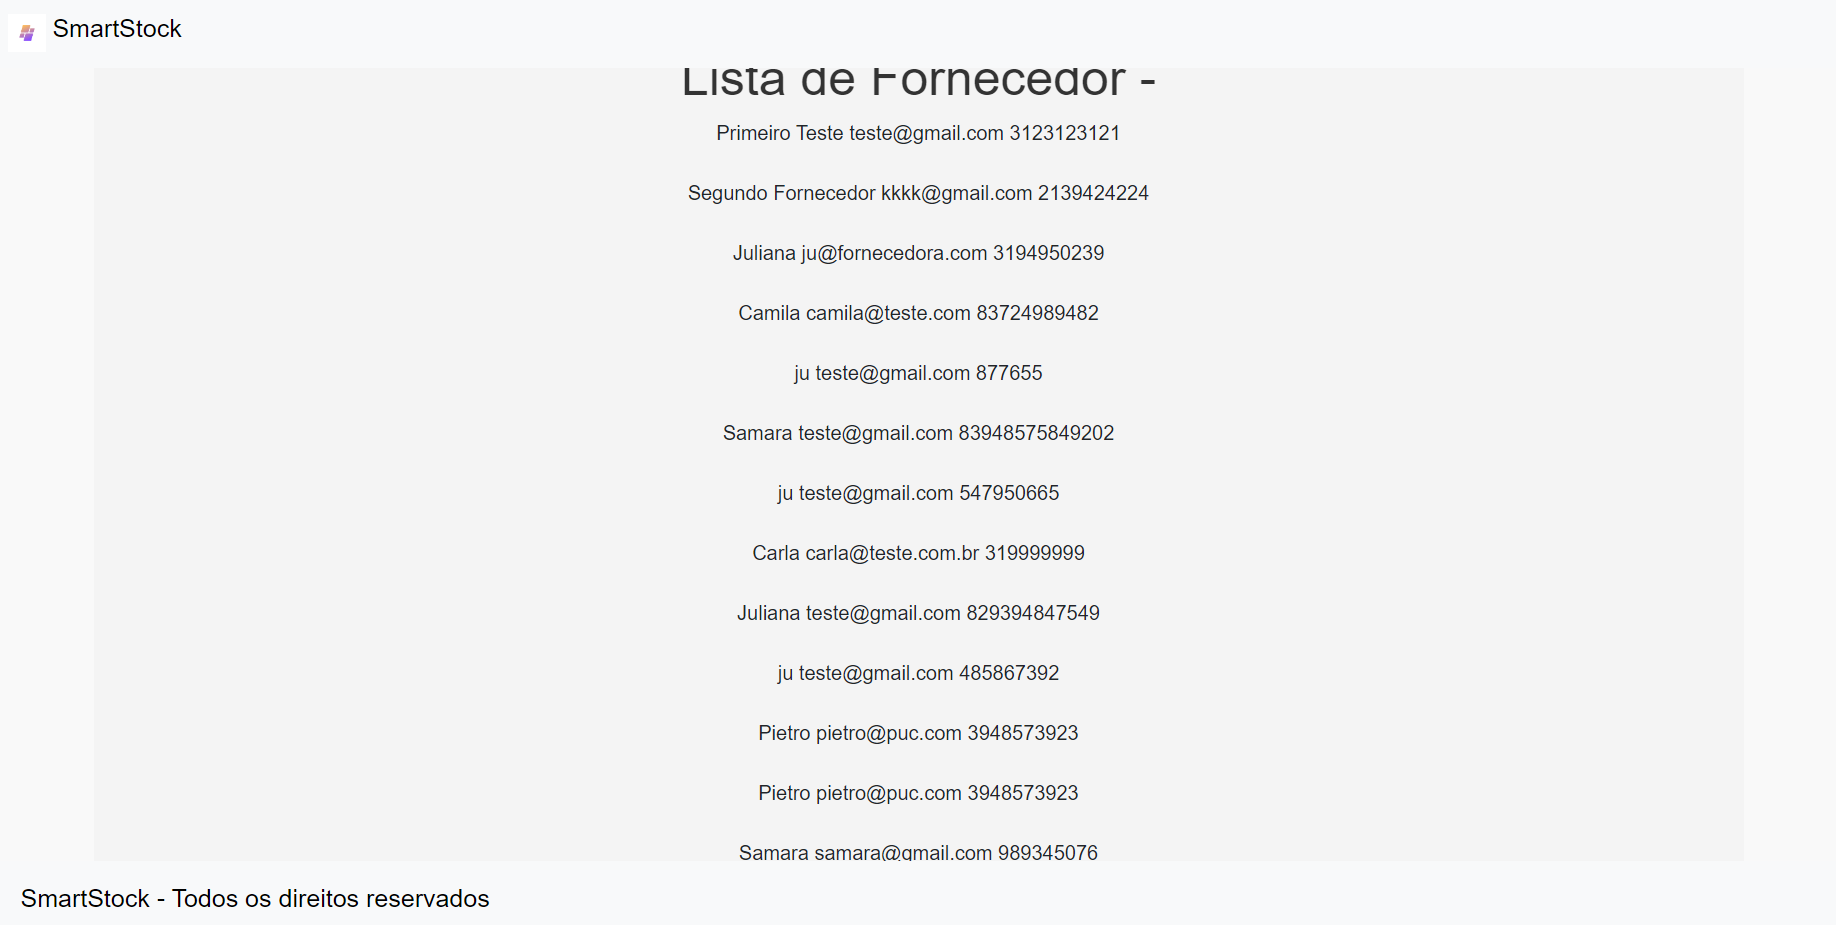 SmartStock
Lista de Fornecedor -
Primeiro Teste teste@gmail.com 3123123121
Segundo Fornecedor kkkk@gmail.com 2139424224
Juliana ju@fornecedora.com 3194950239
Camila camila@teste.com 83724989482
ju teste@gmail.com 877655
Samara teste@gmail.com 83948575849202
ju teste@gmail.com 547950665
Carla carla@teste.com.br 319999999
Juliana teste@gmail.com 829394847549
ju teste@gmail.com 485867392
Pietro pietro@puc.com 3948573923
Pietro pietro@puc.com 3948573923
Samara samara@gmail.com 989345076
SmartStock - Todos os direitos reservados